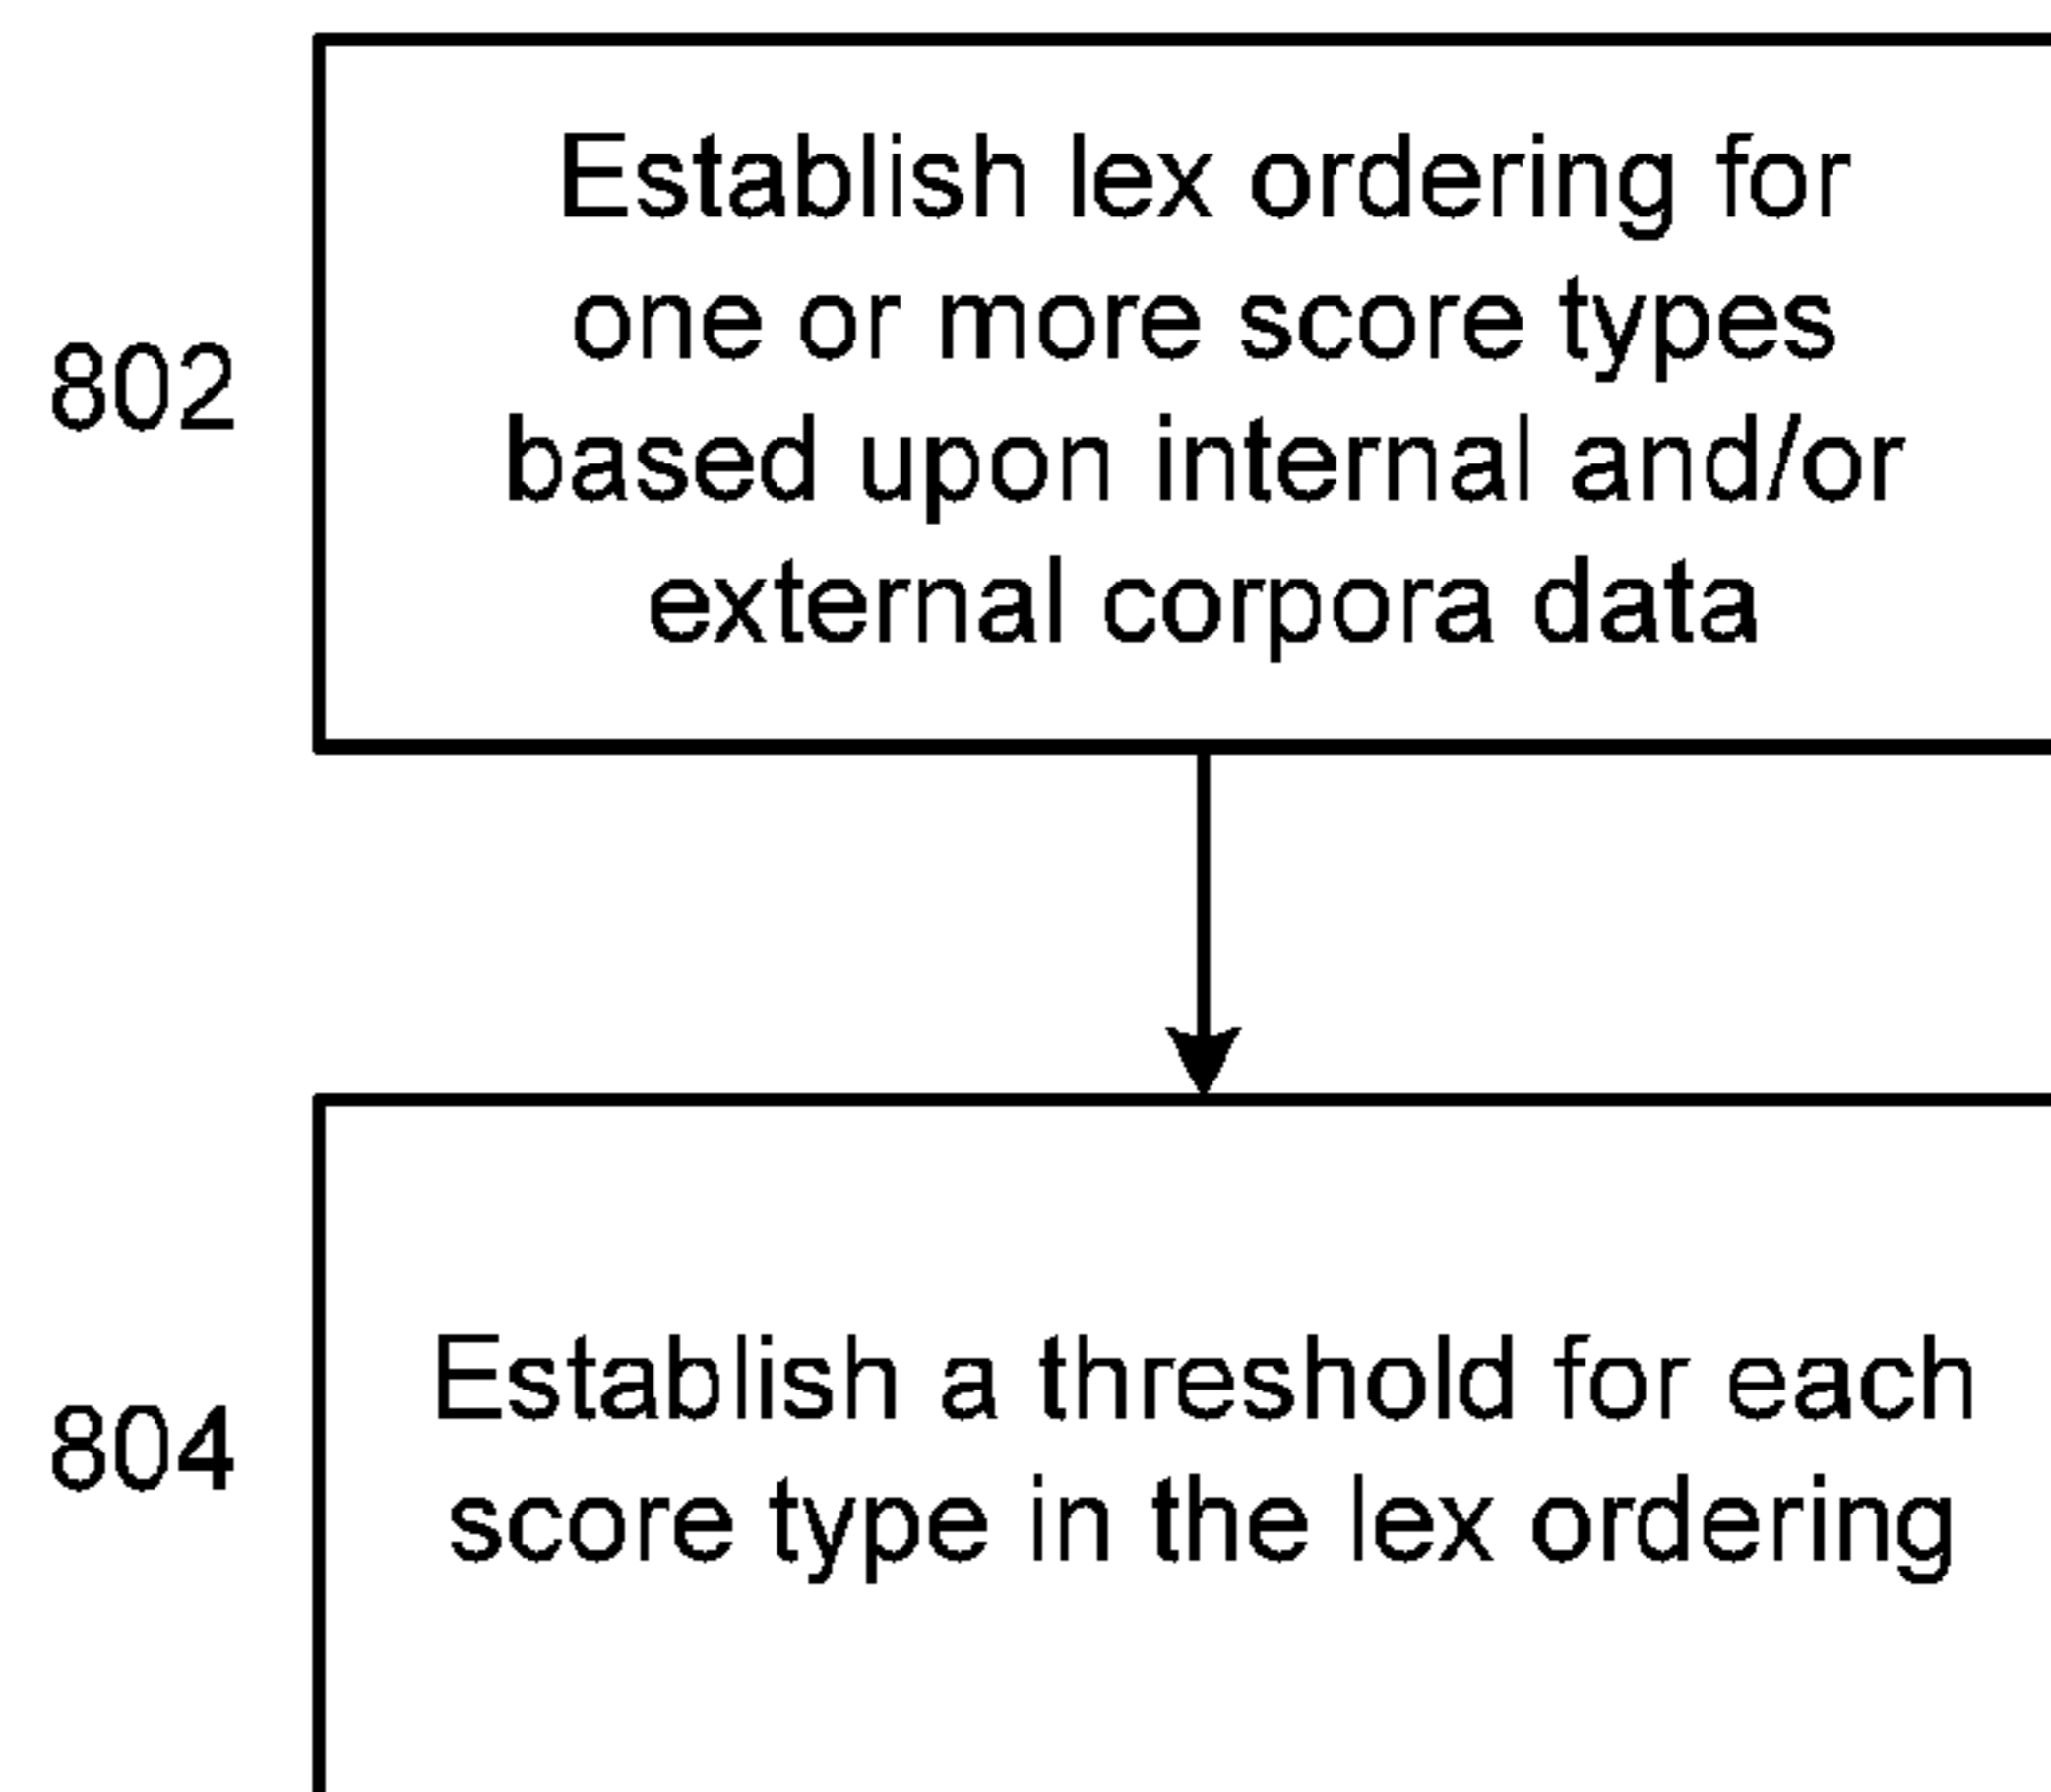 Establish lex ordering for
one or more score types
802
based upon internal and/or
external corpora data
Establish a threshold for each
804
score type in the lex ordering